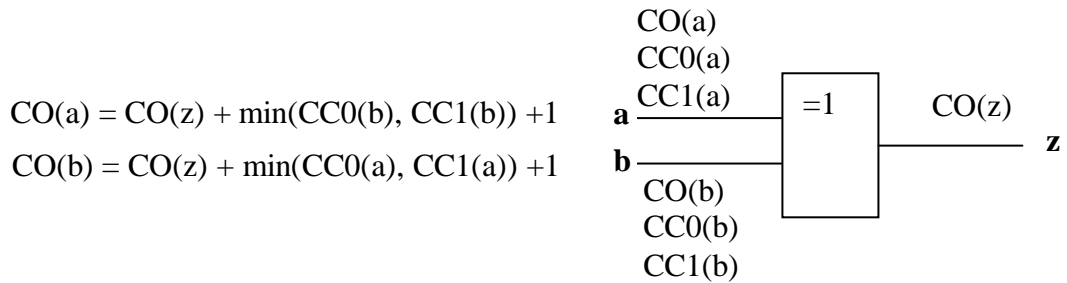 CO(a) = CO(z) + min(CC0(b), CC1(b)) +1
CO(b) = CO(z) + min(CC0(a), CC1(a)) +1
CO(a)
CC0(a)
CC1(a)
a
b
CO(b)
CC0(b)
CC1(b)
=1
CO(z)
z